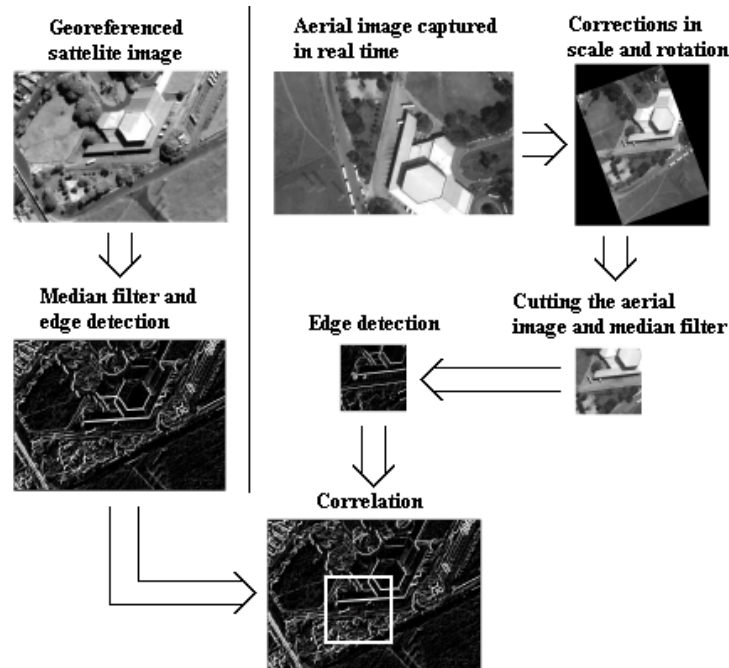 Georeferenced
sattelite image
Aerial image captured
in real time
Corrections in
scale and rotation
Median filter and
edge detection
Edge detection
Cutting the aerial
image and median filter
Correlation